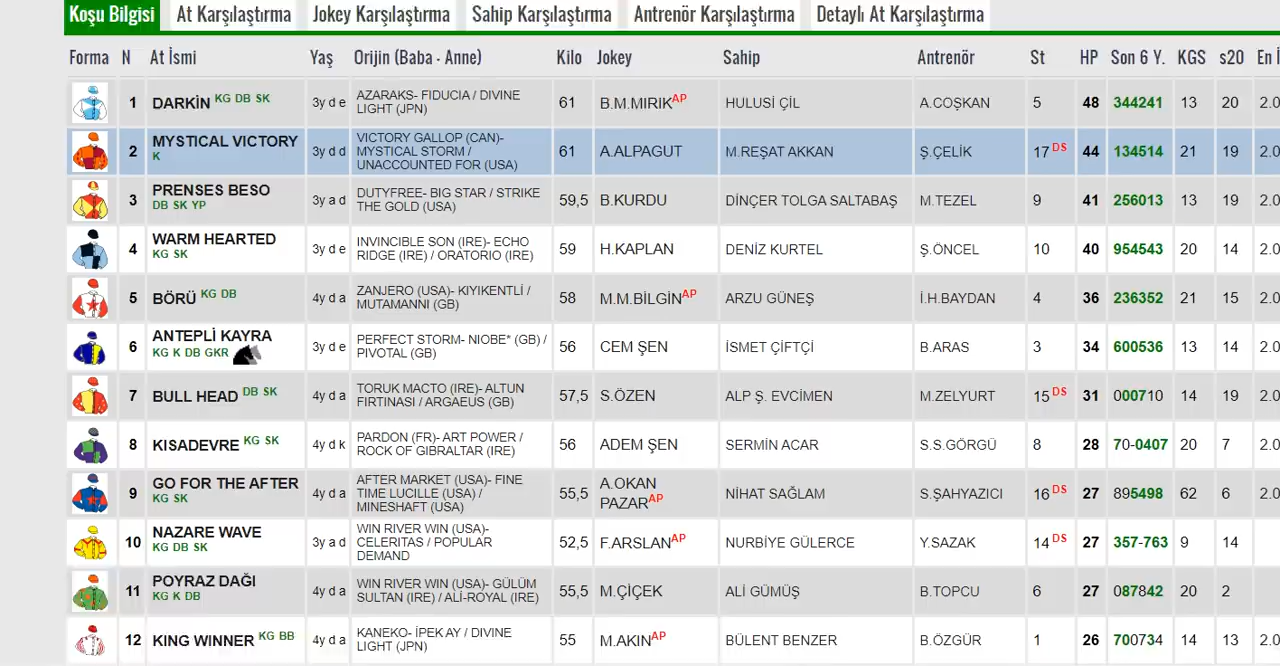 Koşu Bilgisi At Karşılaştırma Jokey Karşılaştırma Sahip Karşılaştırma Antrenör Karşılaştırma Detaylı At Karşılaştırma
Forma N At İsmi Yaş Orijin (Baba - Anne) Kilo Jokey Sahip Antrenör St HP Son 6 Y. KGS s20 En İ
1 DARKİN KG DB SK 3y d e AZARAKS- FIDUCIA / DIVINE LIGHT (JPN) 61 B.M.MIRIKAP HULUSİ ÇİL A.COŞKAN 5 48 344241 13 20 2.0
2 MYSTICAL VICTORY K 3y d d VICTORY GALLOP (CAN)- MYSTICAL STORM / UNACCOUNTED FOR (USA) 61 A.ALPAGUT M.REŞAT AKKAN Ş.ÇELİK 17 DS 44 134514 21 19 2.0
3 PRENSES BESO DB SK YP 3y a d DUTYFREE- BIG STAR / STRIKE THE GOLD (USA) 59,5 B.KURDU DİNÇER TOLGA SALTABAŞ M.TEZEL 9 41 256013 13 19 2.0
4 WARM HEARTED KG SK 3y d e INVINCIBLE SON (IRE)- ECHO RIDGE (IRE) / ORATORIO (IRE) 59 H.KAPLAN DENİZ KURTEL Ş.ÖNCEL 10 40 954543 20 14 2.0
5 BÖRÜ KG DB 4y d a ZANJERO (USA)- KIYIKENTLİ / MUTAMANNI (GB) 58 M.M.BİLGİNAP ARZU GÜNEŞ İ.H.BAYDAN 4 36 236352 21 15 2.0
6 ANTEPLİ KAYRA KG K DB GKR 3y d e PERFECT STORM- NIOBE* (GB) / PIVOTAL (GB) 56 CEM ŞEN İSMET ÇİFTÇİ B.ARAS 3 34 600536 13 14 2.0
7 BULL HEAD DB SK 4y d a TORUK MACTO (IRE)- ALTUN FIRTINASI / ARGAEUS (GB) 57,5 S.ÖZEN ALP Ş. EVCİMEN M.ZELYURT 15 DS 31 000710 14 19 2.0
8 KISADEVRE KG SK 4y d k PARDON (FR)- ART POWER / ROCK OF GIBRALTAR (IRE) 56 ADEM ŞEN SERMİN ACAR S.S.GÖRGÜ 8 28 70-0407 20 7 2.0
9 GO FOR THE AFTER KG SK 4y d a AFTER MARKET (USA)- FINE TIME LUCILLE (USA) / MINESHAFT (USA) 55,5 A.OKAN PAZARAP NİHAT SAĞLAM S.ŞAHYAZICI 16 DS 27 895498 62 6 2.0
10 NAZARE WAVE KG DB SK 3y a d WIN RIVER WIN (USA)- CELERITAS / POPULAR DEMAND 52,5 F.ARSLANAP NURBİYE GÜLERCE Y.SAZAK 14 DS 27 357-763 9 14
11 POYRAZ DAĞI KG K DB 4y d a WIN RIVER WIN (USA)- GÜLÜM SULTAN (IRE) / ALİ-ROYAL (IRE) 55,5 M.ÇİÇEK ALİ GÜMÜŞ B.TOPCU 6 27 087842 20 2
12 KING WINNER KG BB 4y d a KANEKO- İPEK AY / DIVINE LIGHT (JPN) 55 M.AKINAP BÜLENT BENZER B.ÖZGÜR 1 26 700734 14 13 2.0